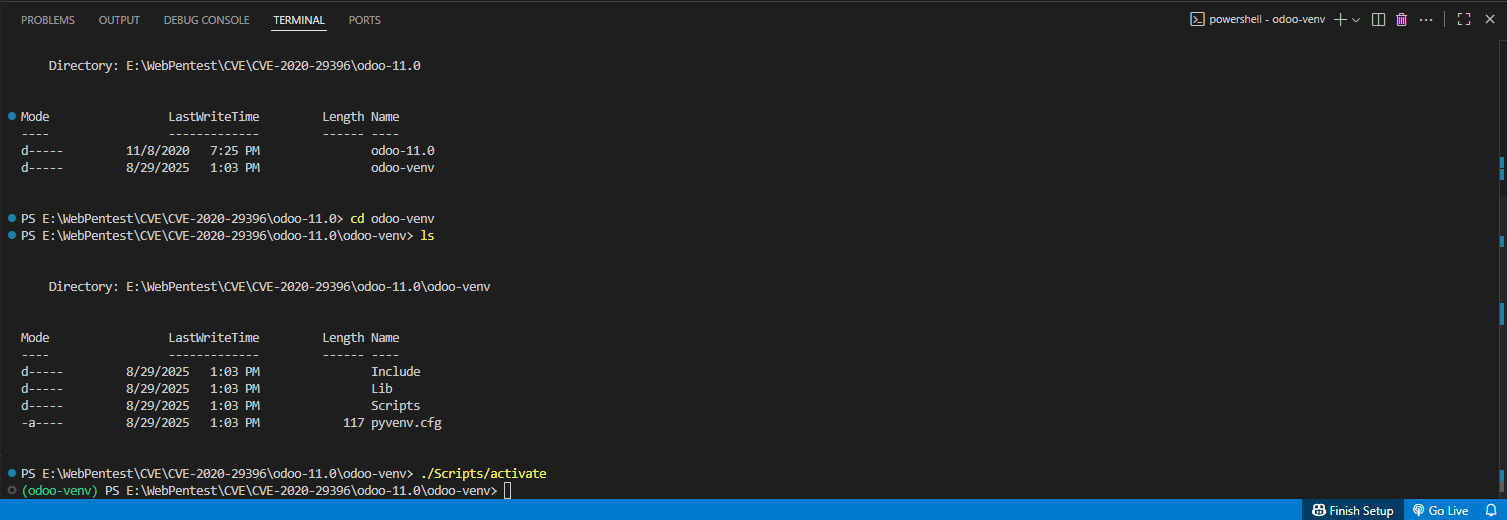 PROBLEMS OUTPUT DEBUG CONSOLE TERMINAL PORTS powershell - odoo-venv
Directory: E:\WebPentest\CVE\CVE-2020-29396\odoo-11.0
Mode LastWriteTime Length Name
---- ------------- ------ ----
d----- 11/8/2020 7:25 PM odoo-11.0
d----- 8/29/2025 1:03 PM odoo-venv
PS E:\WebPentest\CVE\CVE-2020-29396\odoo-11.0> cd odoo-venv
PS E:\WebPentest\CVE\CVE-2020-29396\odoo-11.0\odoo-venv> ls
Directory: E:\WebPentest\CVE\CVE-2020-29396\odoo-11.0\odoo-venv
Mode LastWriteTime Length Name
---- ------------- ------ ----
d----- 8/29/2025 1:03 PM Include
d----- 8/29/2025 1:03 PM Lib
d----- 8/29/2025 1:03 PM Scripts
-a---- 8/29/2025 1:03 PM 117 pyvenv.cfg
PS E:\WebPentest\CVE\CVE-2020-29396\odoo-11.0\odoo-venv> ./Scripts/activate
(odoo-venv) PS E:\WebPentest\CVE\CVE-2020-29396\odoo-11.0\odoo-venv>
Finish Setup Go Live